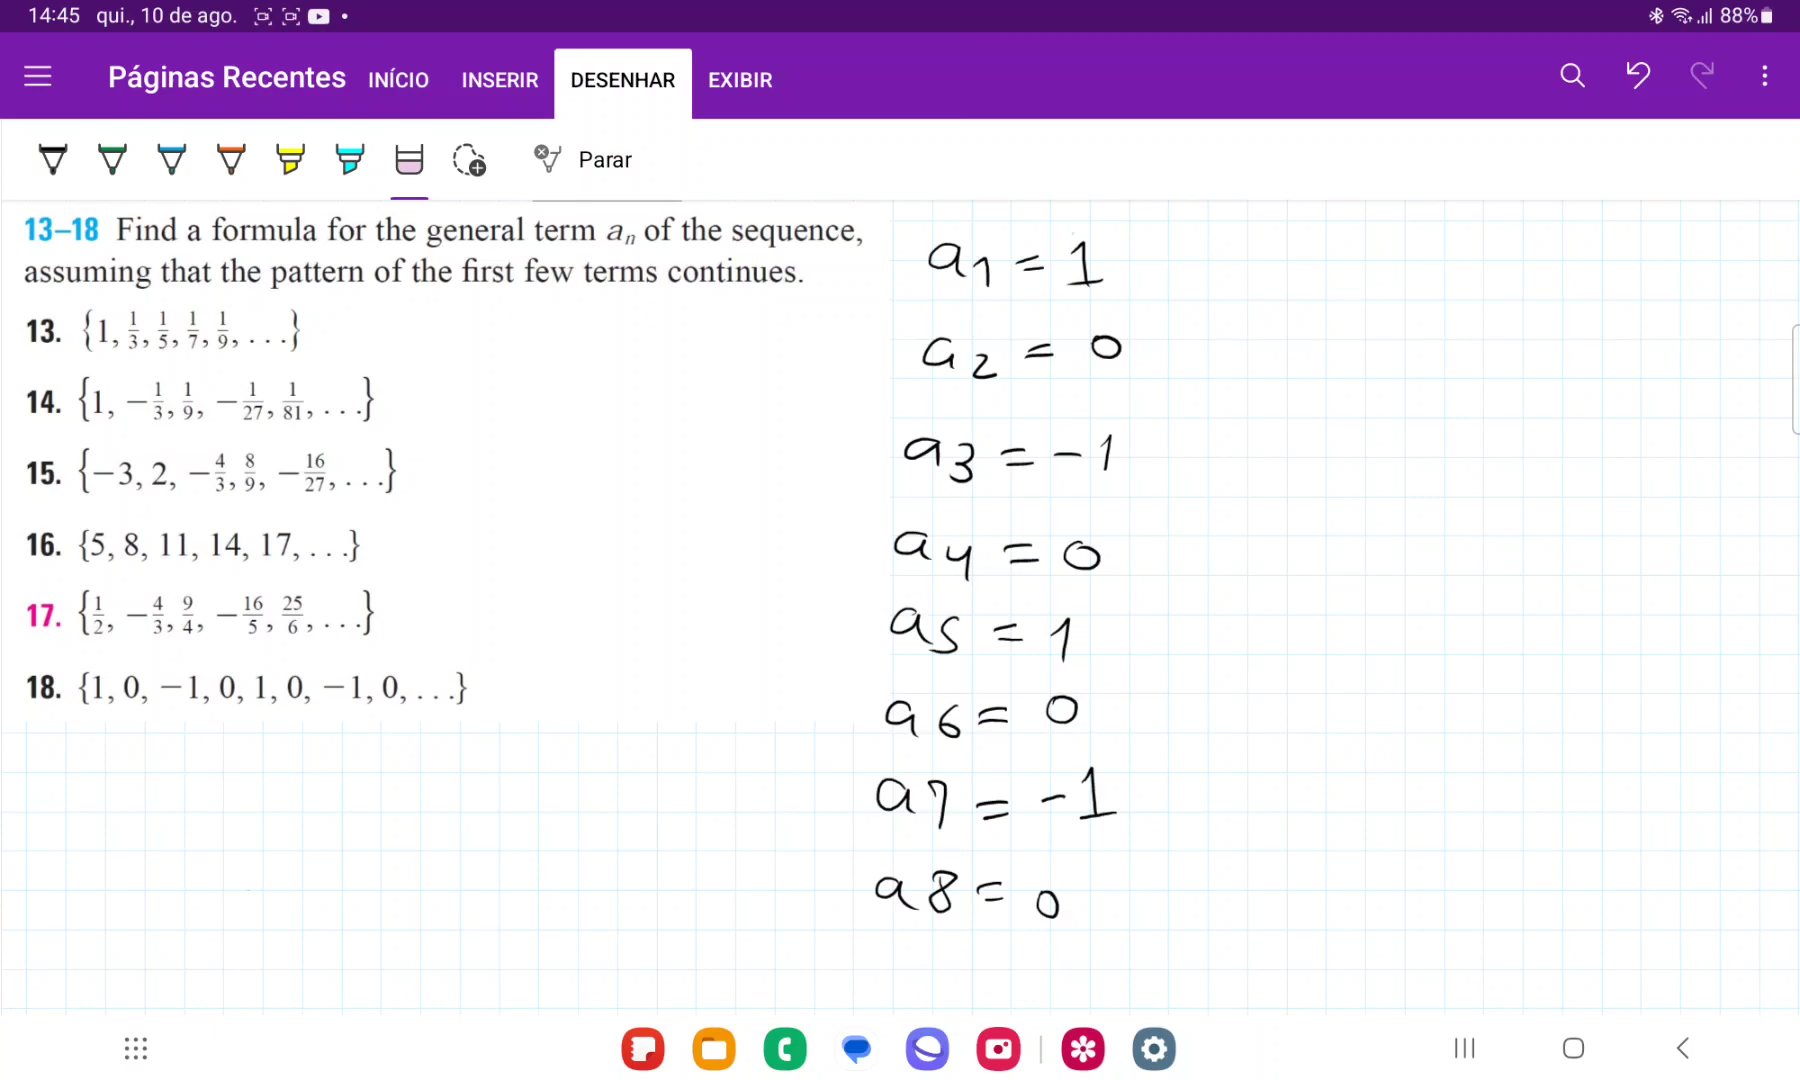 14:45 qui., 10 de ago. 88%
Páginas Recentes INÍCIO INSERIR DESENHAR EXIBIR
Parar
13–18 Find a formula for the general term aₙ of the sequence,
assuming that the pattern of the first few terms continues.
13. {1, 1/3, 1/5, 1/7, 1/9, . . .}
14. {1, −1/3, 1/9, −1/27, 1/81, . . .}
15. {−3, 2, −4/3, 8/9, −16/27, . . .}
16. {5, 8, 11, 14, 17, . . .}
17. {1/2, −4/3, 9/4, −16/5, 25/6, . . .}
18. {1, 0, −1, 0, 1, 0, −1, 0, . . .}
a1 = 1
a2 = 0
a3 = -1
a4 = 0
a5 = 1
a6 = 0
a7 = -1
a8 = 0